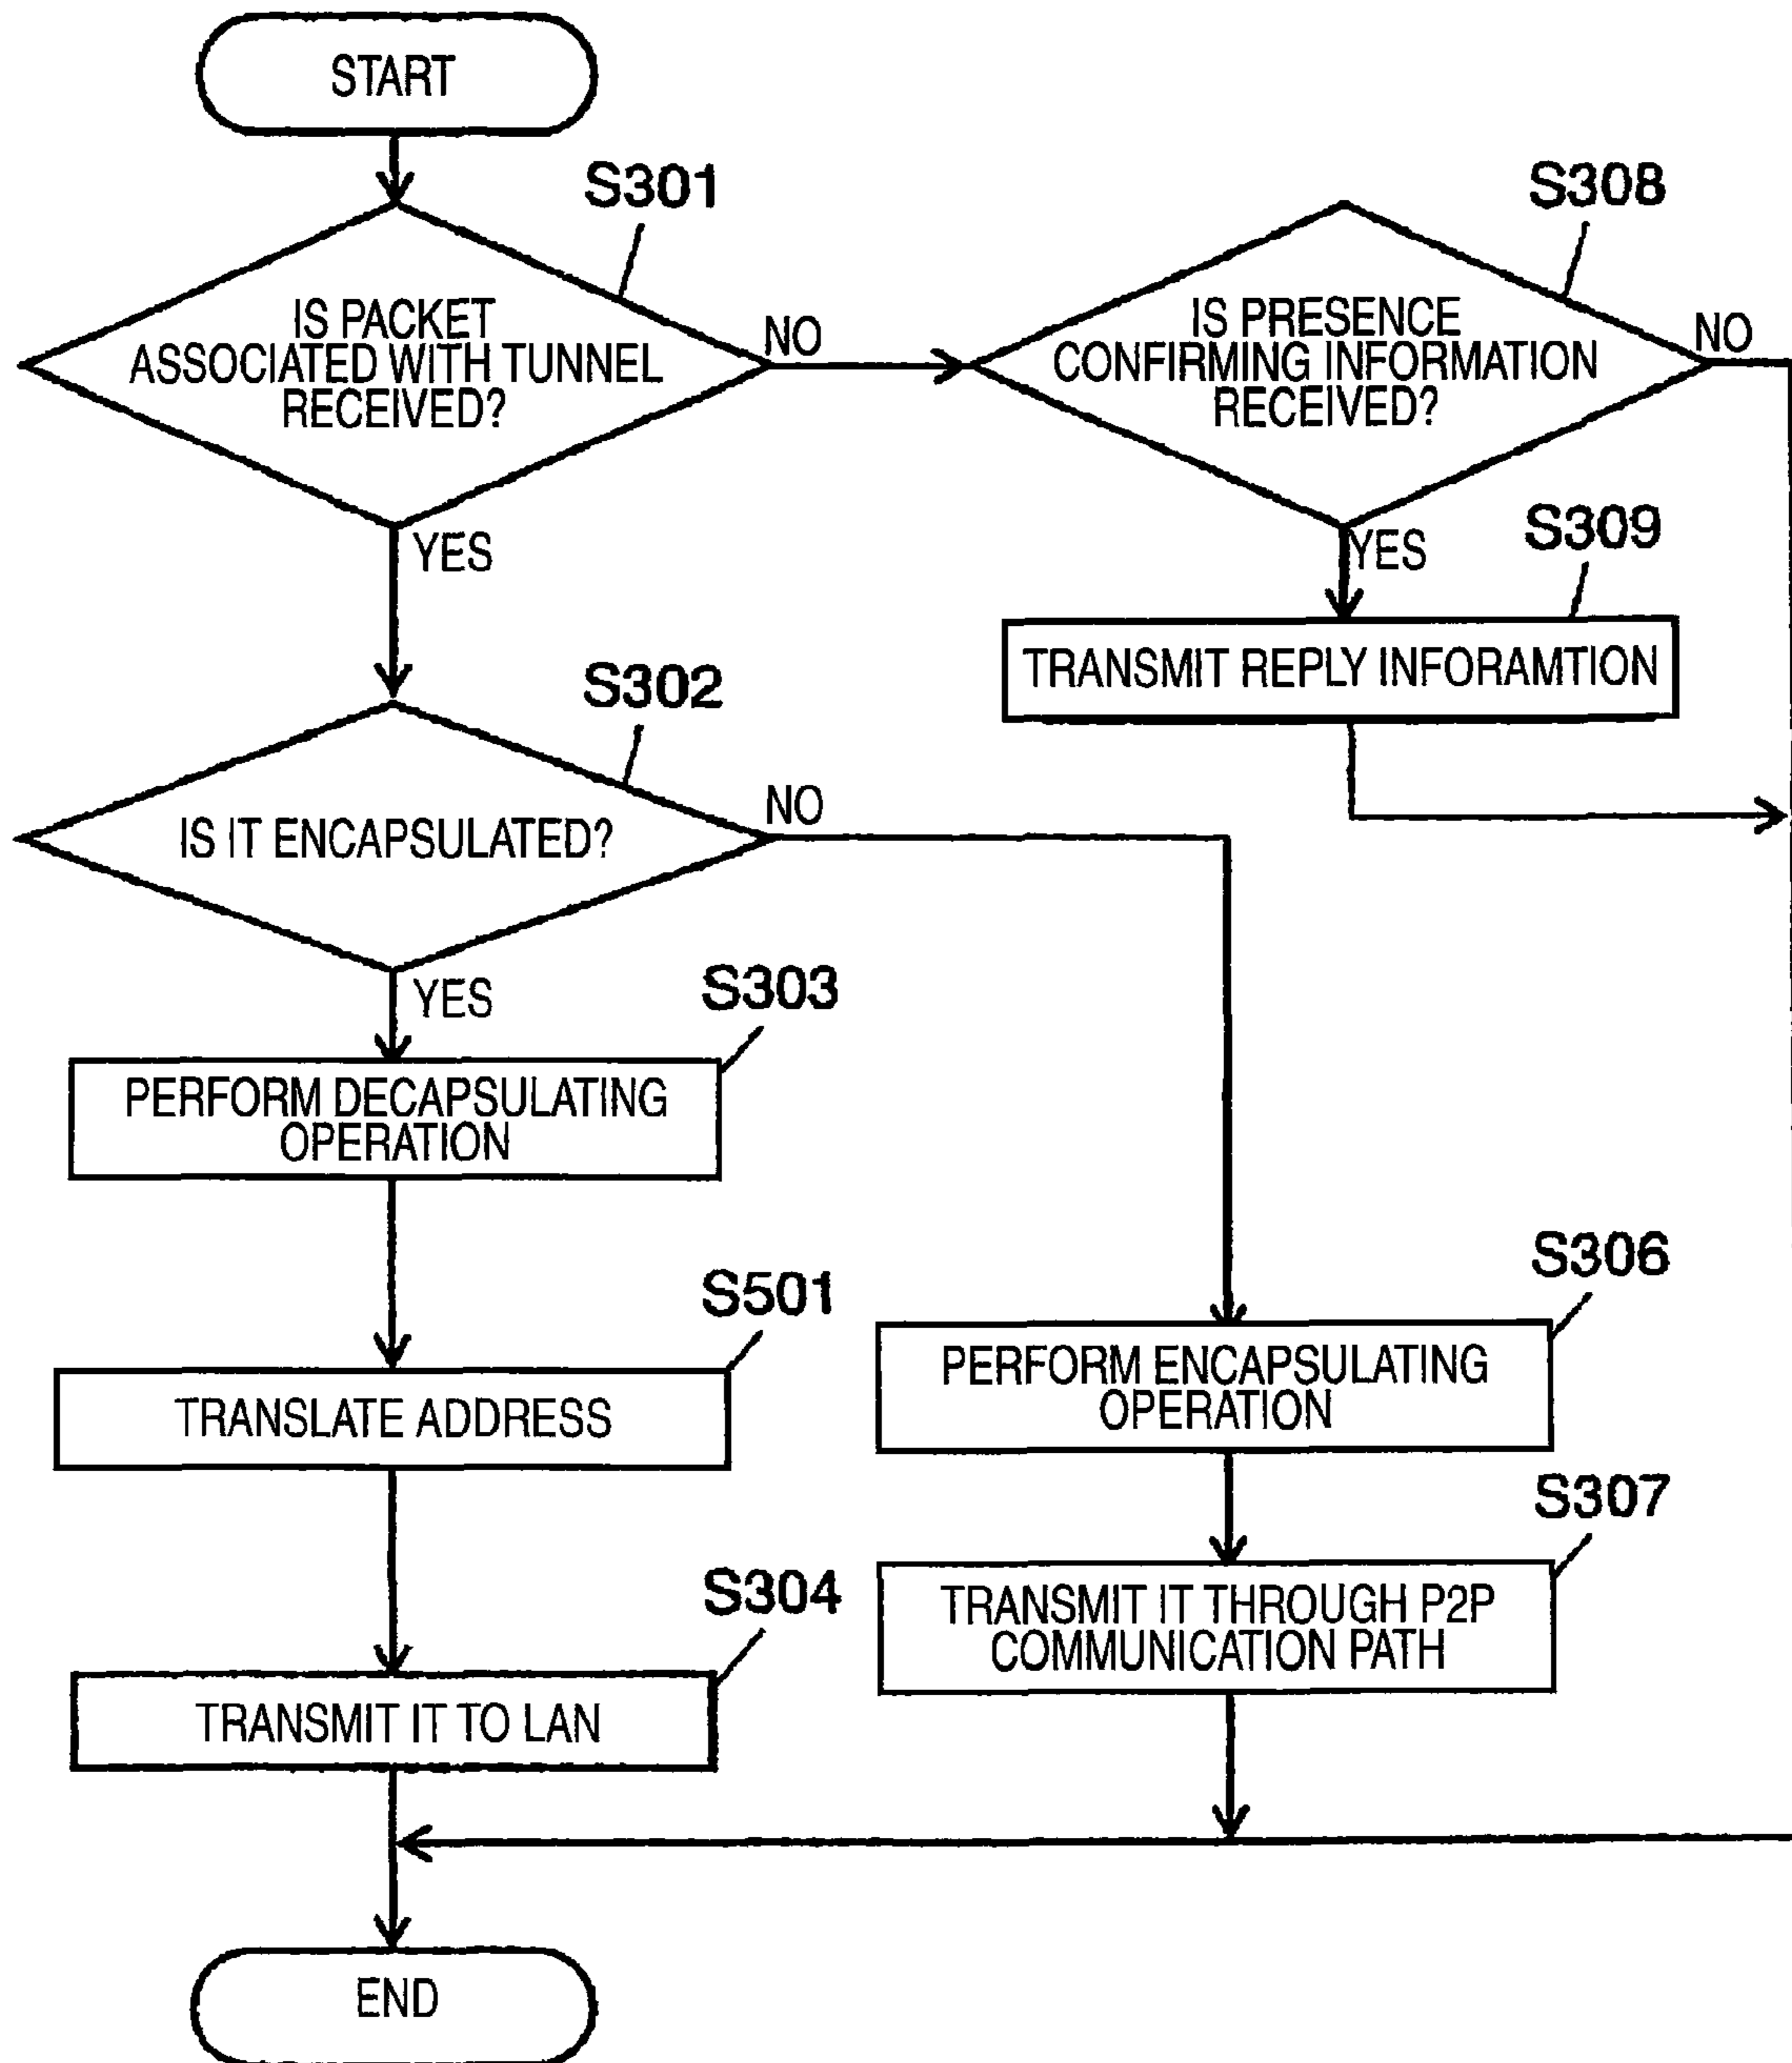 START
S301
IS PACKET
ASSOCIATED WITH TUNNEL
RECEIVED?
NO
YES
S308
IS PRESENCE
CONFIRMING INFORMATION
RECEIVED?
NO
YES
S309
TRANSMIT REPLY INFORAMTION
S302
IS IT ENCAPSULATED?
NO
YES
S303
PERFORM DECAPSULATING
OPERATION
S501
TRANSLATE ADDRESS
S304
TRANSMIT IT TO LAN
S306
PERFORM ENCAPSULATING
OPERATION
S307
TRANSMIT IT THROUGH P2P
COMMUNICATION PATH
END